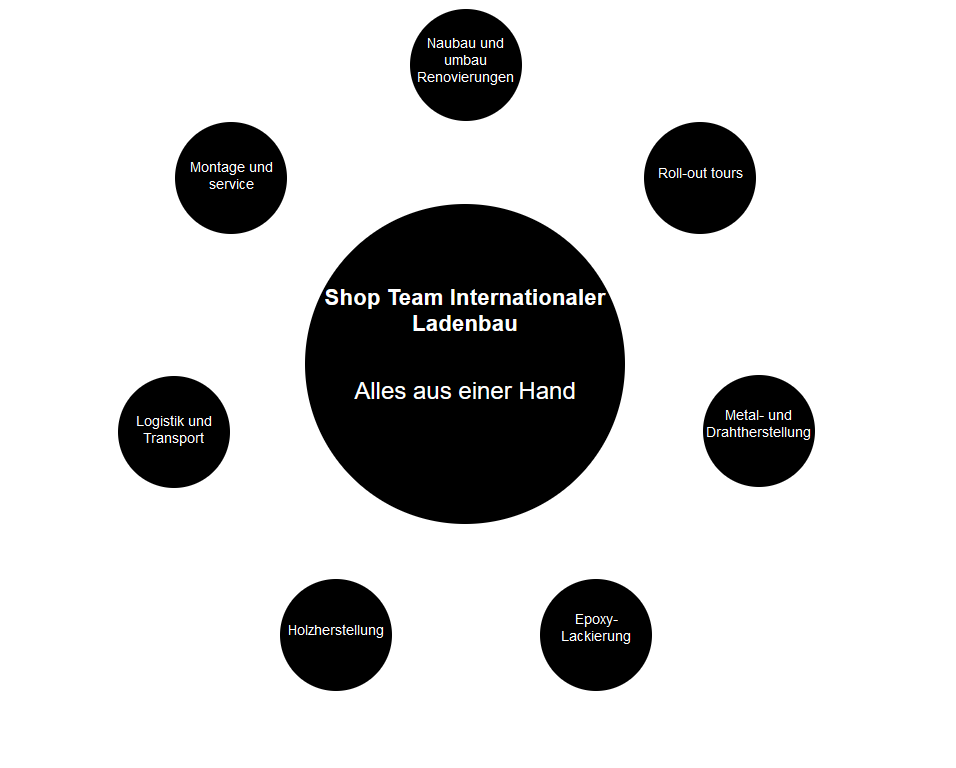 Naubau und
umbau
Renovierungen
Montage und
service
Roll-out tours
Shop Team Internationaler
Ladenbau
Alles aus einer Hand
Logistik und
Transport
Metal- und
Drahtherstellung
Holzherstellung
Epoxy-
Lackierung